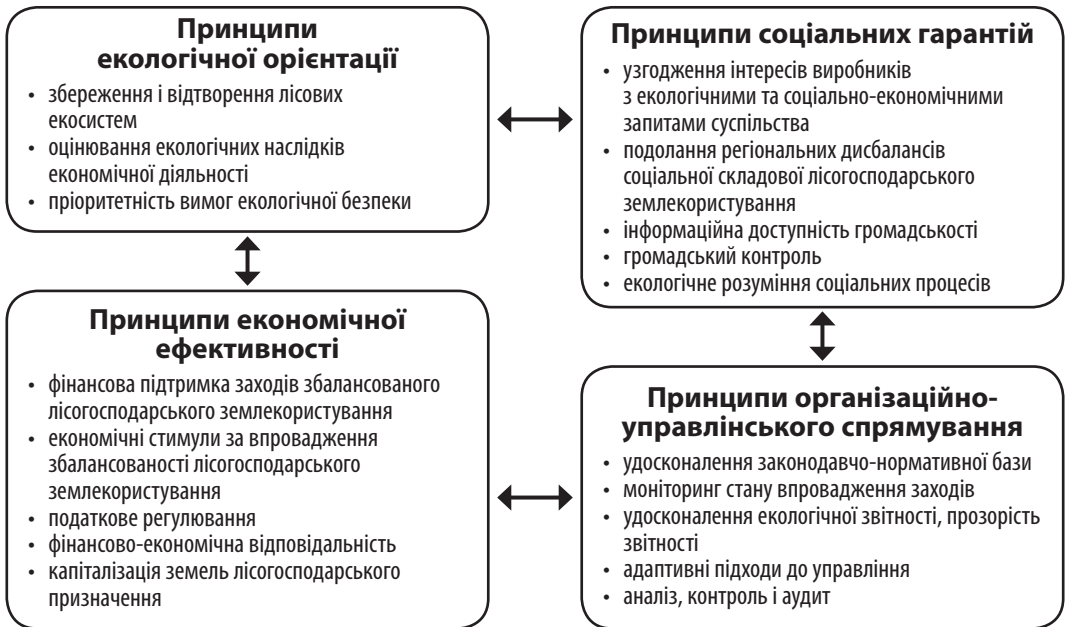 Принципи
екологічної орієнтації
• збереження і відтворення лісових
екосистем
• оцінювання екологічних наслідків
економічної діяльності
• пріоритетність вимог екологічної безпеки
Принципи соціальних гарантій
• узгодження інтересів виробників
з екологічними та соціально-економічними
запитами суспільства
• подолання регіональних дисбалансів
соціальної складової лісогосподарського
землекористування
• інформаційна доступність громадськості
• громадський контроль
• екологічне розуміння соціальних процесів
Принципи економічної
ефективності
• фінансова підтримка заходів збалансованого
лісогосподарського землекористування
• економічні стимули за впровадження
збалансованості лісогосподарського
землекористування
• податкове регулювання
• фінансово-економічна відповідальність
• капіталізація земель лісогосподарського
призначення
Принципи організаційно-
управлінського спрямування
• удосконалення законодавчо-нормативної бази
• моніторинг стану впровадження заходів
• удосконалення екологічної звітності, прозорість
звітності
• адаптивні підходи до управління
• аналіз, контроль і аудит